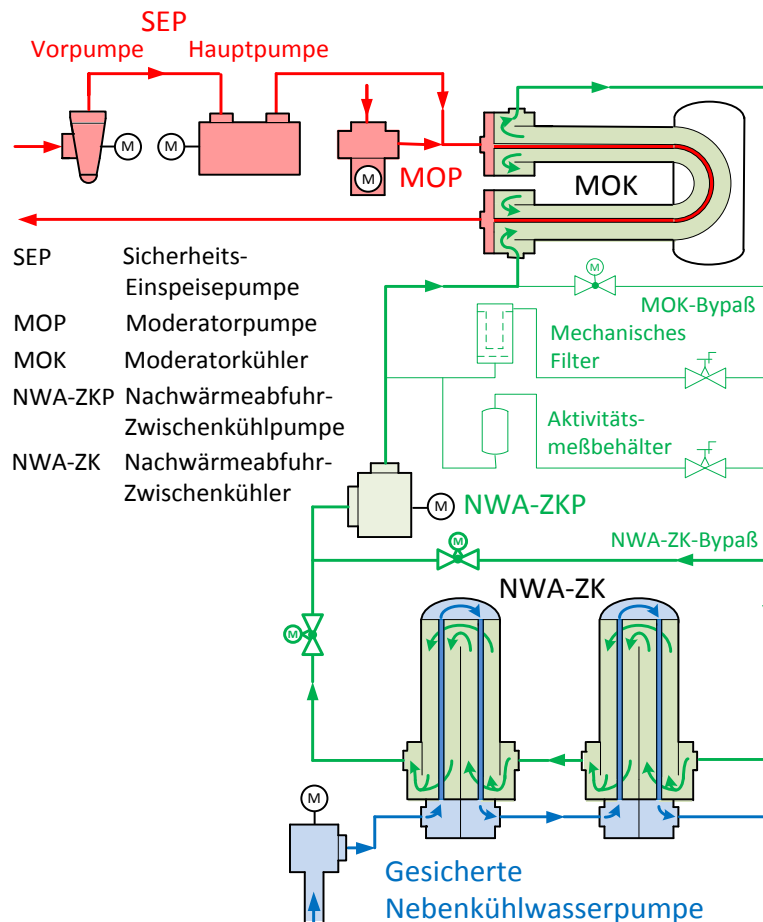 SEP
Vorpumpe
Hauptpumpe
M
M
M
MOP
MOK
SEP Sicherheits-
Einspeisepumpe
MOP Moderatorpumpe
MOK Moderatorkühler
NWA-ZKP Nachwärmeabfuhr-
Zwischenkühlpumpe
NWA-ZK Nachwärmeabfuhr-
Zwischenkühler
M
MOK-Bypaß
Mechanisches
Filter
Aktivitäts-
meßbehälter
M
NWA-ZKP
M
NWA-ZK-Bypaß
NWA-ZK
M
M
Gesicherte
Nebenkühlwasserpumpe